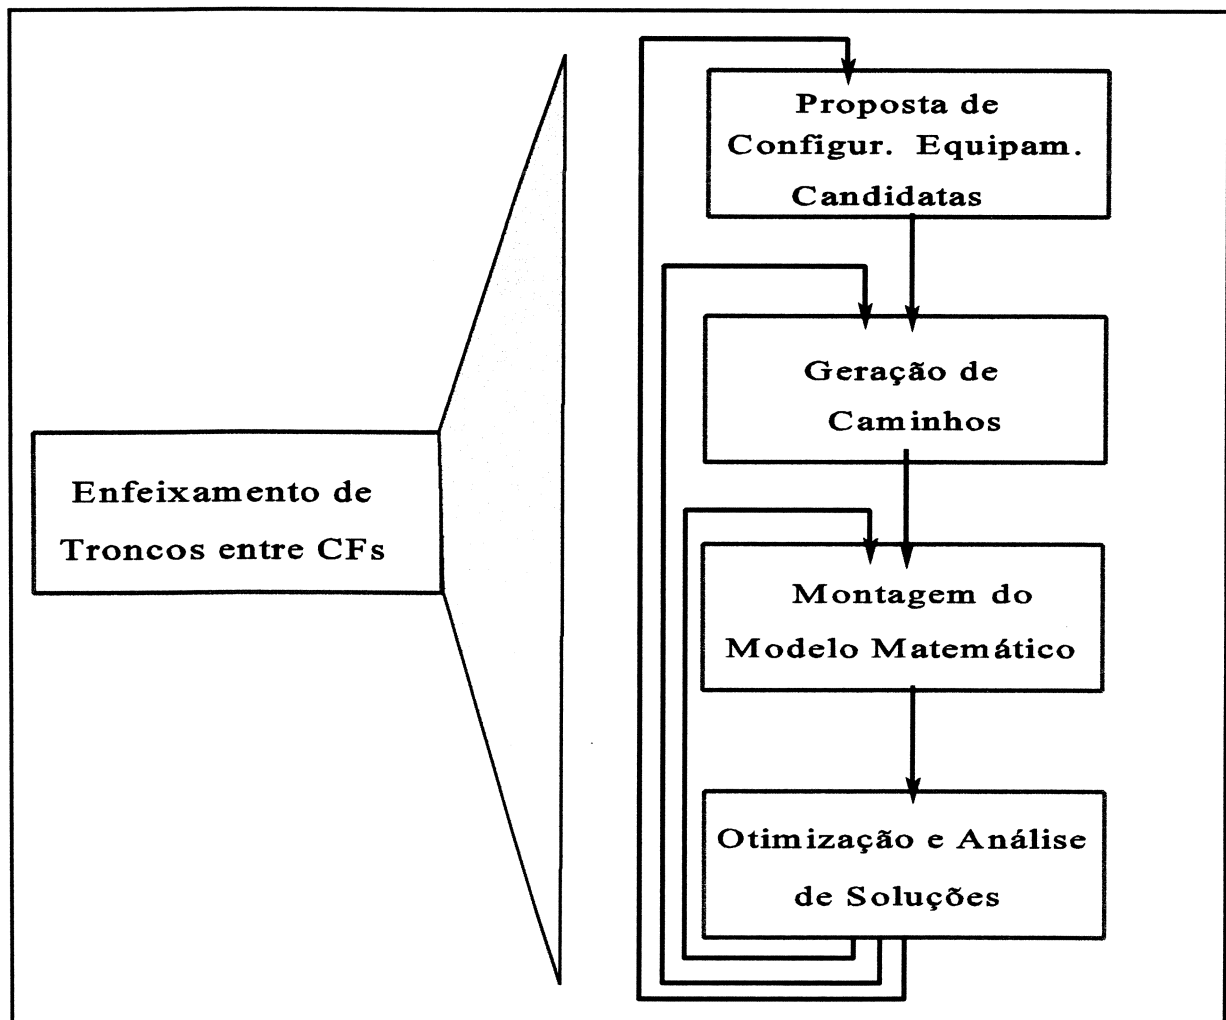 Enfeixamento de
Troncos entre CFs
Proposta de
Configur. Equipam.
Candidatas
Geração de
Caminhos
Montagem do
Modelo Matemático
Otimização e Análise
de Soluções